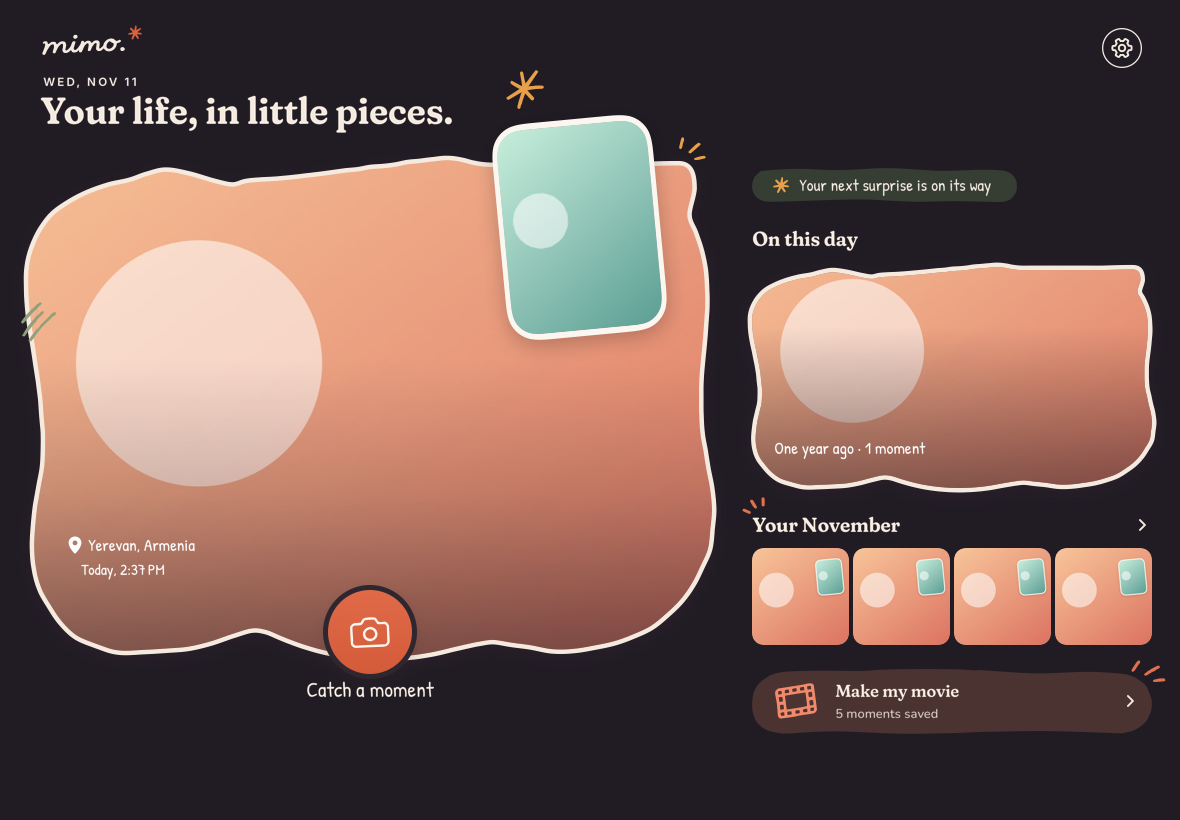 mimo.
WED, NOV 11
Your life, in little pieces.
Yerevan, Armenia
Today, 2:37 PM
Catch a moment
Your next surprise is on its way
On this day
One year ago · 1 moment
Your November
Make my movie
5 moments saved